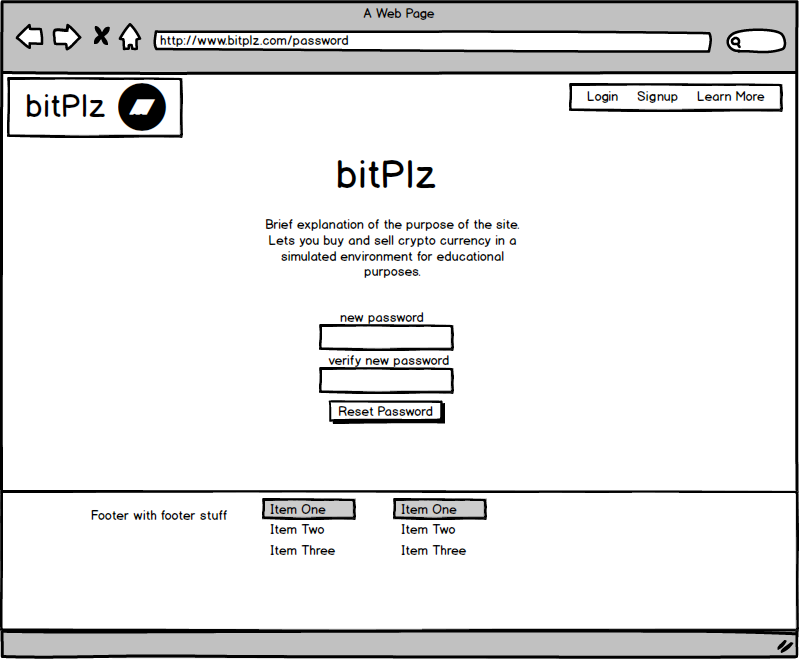 A Web Page
http://www.bitplz.com/password
bitPlz
Login Signup Learn More
bitPlz
Brief explanation of the purpose of the site.
Lets you buy and sell crypto currency in a
simulated environment for educational
purposes.
new password
verify new password
Reset Password
Footer with footer stuff
Item One
Item Two
Item Three
Item One
Item Two
Item Three